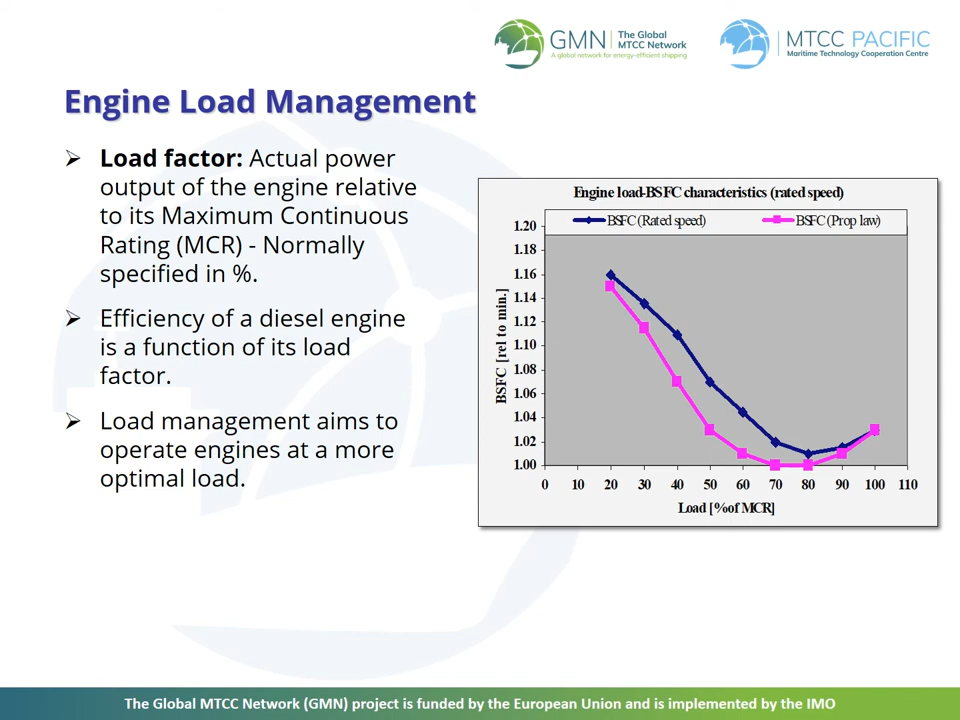 GMN | The Global MTCC Network
A global network for energy-efficient shipping
MTCC PACIFIC
Maritime Technology Cooperation Centre
Engine Load Management
➢ Load factor: Actual power
output of the engine relative
to its Maximum Continuous
Rating (MCR) - Normally
specified in %.
➢ Efficiency of a diesel engine
is a function of its load
factor.
➢ Load management aims to
operate engines at a more
optimal load.
Engine load-BSFC characteristics (rated speed)
BSFC (Rated speed) BSFC (Prop law)
1.20
1.18
1.16
1.14
1.12
1.10
1.08
1.06
1.04
1.02
1.00
BSFC [rel to min.]
0 10 20 30 40 50 60 70 80 90 100 110
Load [% of MCR]
The Global MTCC Network (GMN) project is funded by the European Union and is implemented by the IMO